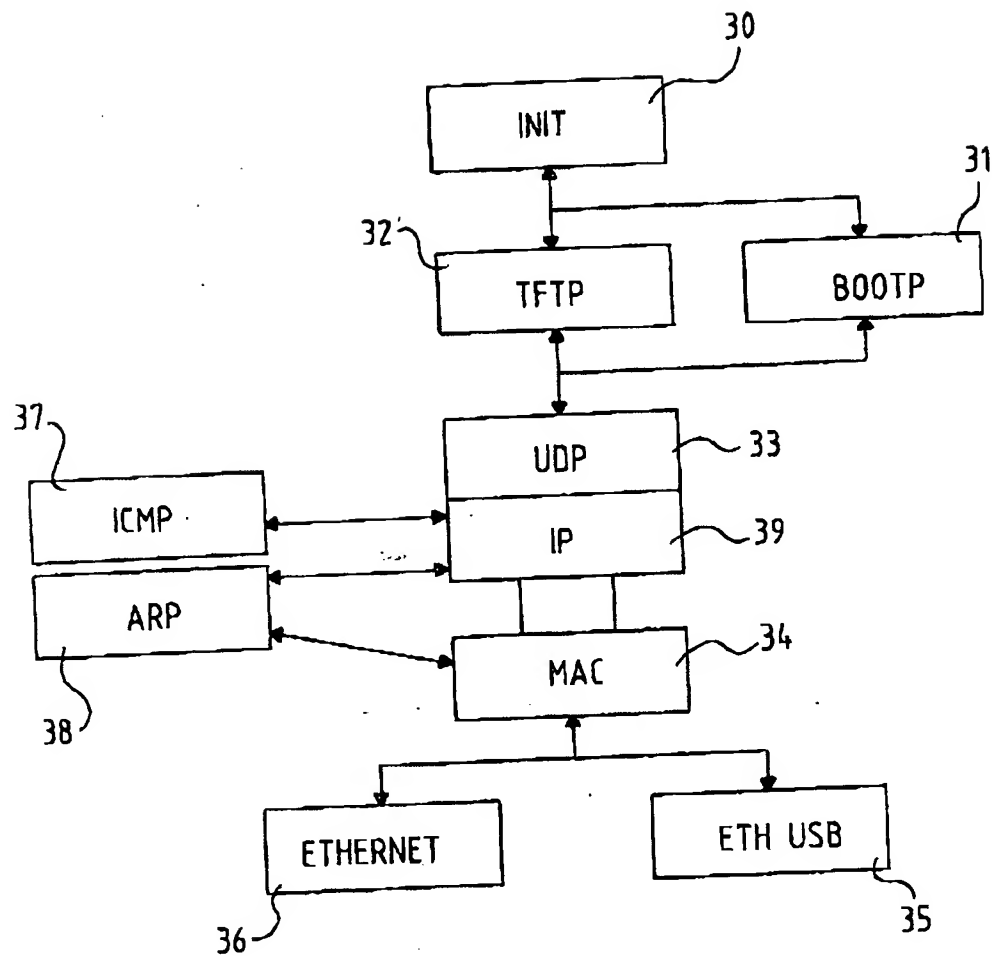 30
INIT
31
32
TFTP
BOOTP
37
UDP
33
ICMP
IP
39
ARP
34
MAC
38
ETHERNET
ETH USB
36
35